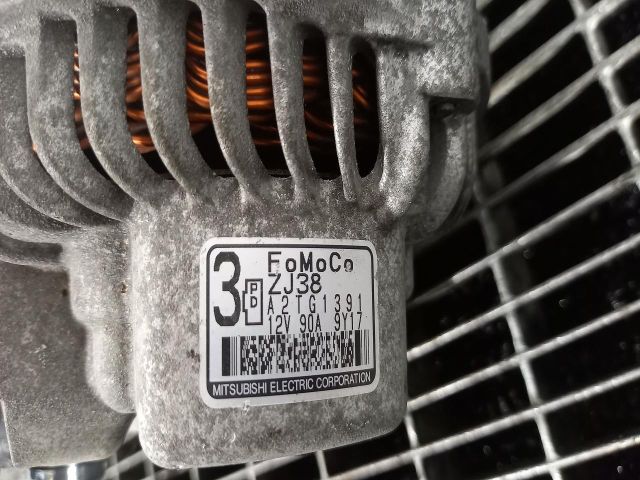 3 P D FoMoCo
ZJ38
A2TG1391
12V 90A 9Y17
MITSUBISHI ELECTRIC CORPORATION